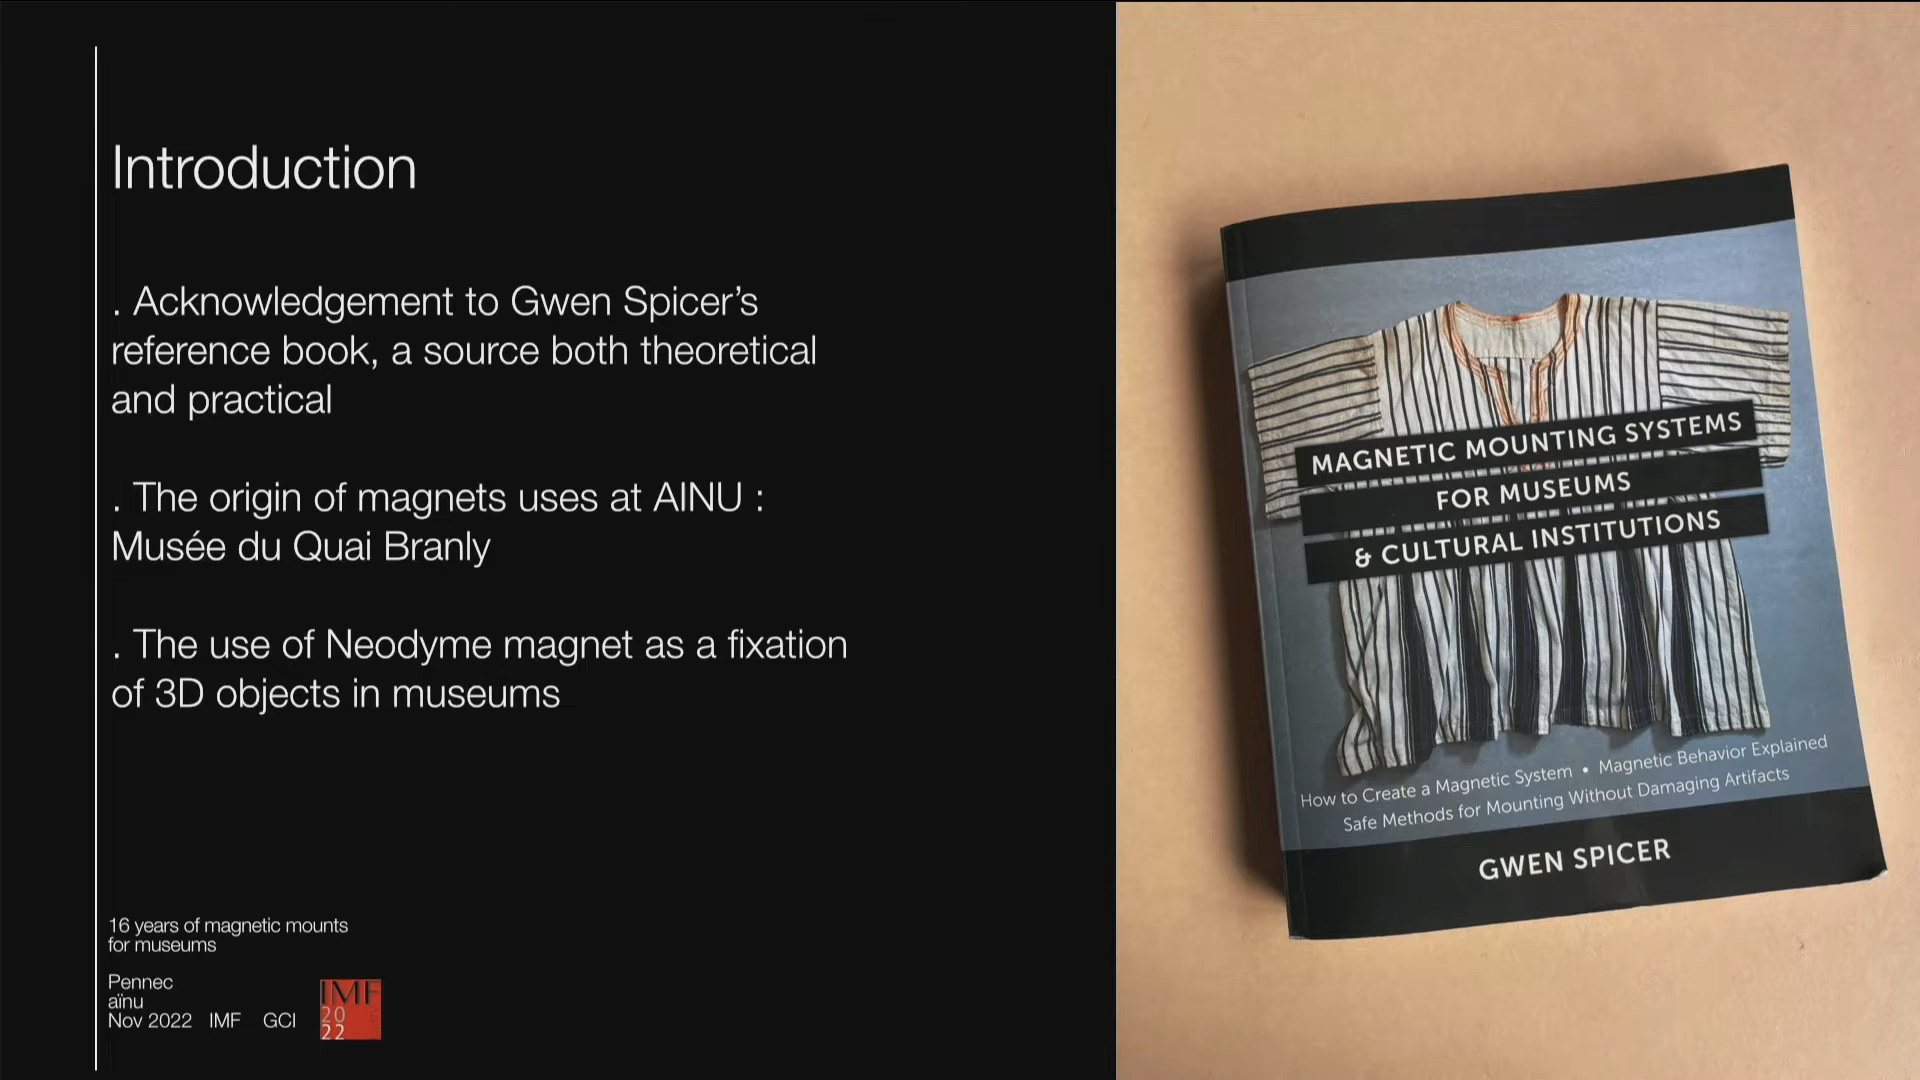 Introduction
. Acknowledgement to Gwen Spicer’s
reference book, a source both theoretical
and practical
. The origin of magnets uses at AINU :
Musée du Quai Branly
. The use of Neodyme magnet as a fixation
of 3D objects in museums
16 years of magnetic mounts
for museums
Pennec
aïnu
Nov 2022 IMF GCI
IMF
20
22
MAGNETIC MOUNTING SYSTEMS
FOR MUSEUMS
& CULTURAL INSTITUTIONS
How to Create a Magnetic System • Magnetic Behavior Explained
Safe Methods for Mounting Without Damaging Artifacts
GWEN SPICER